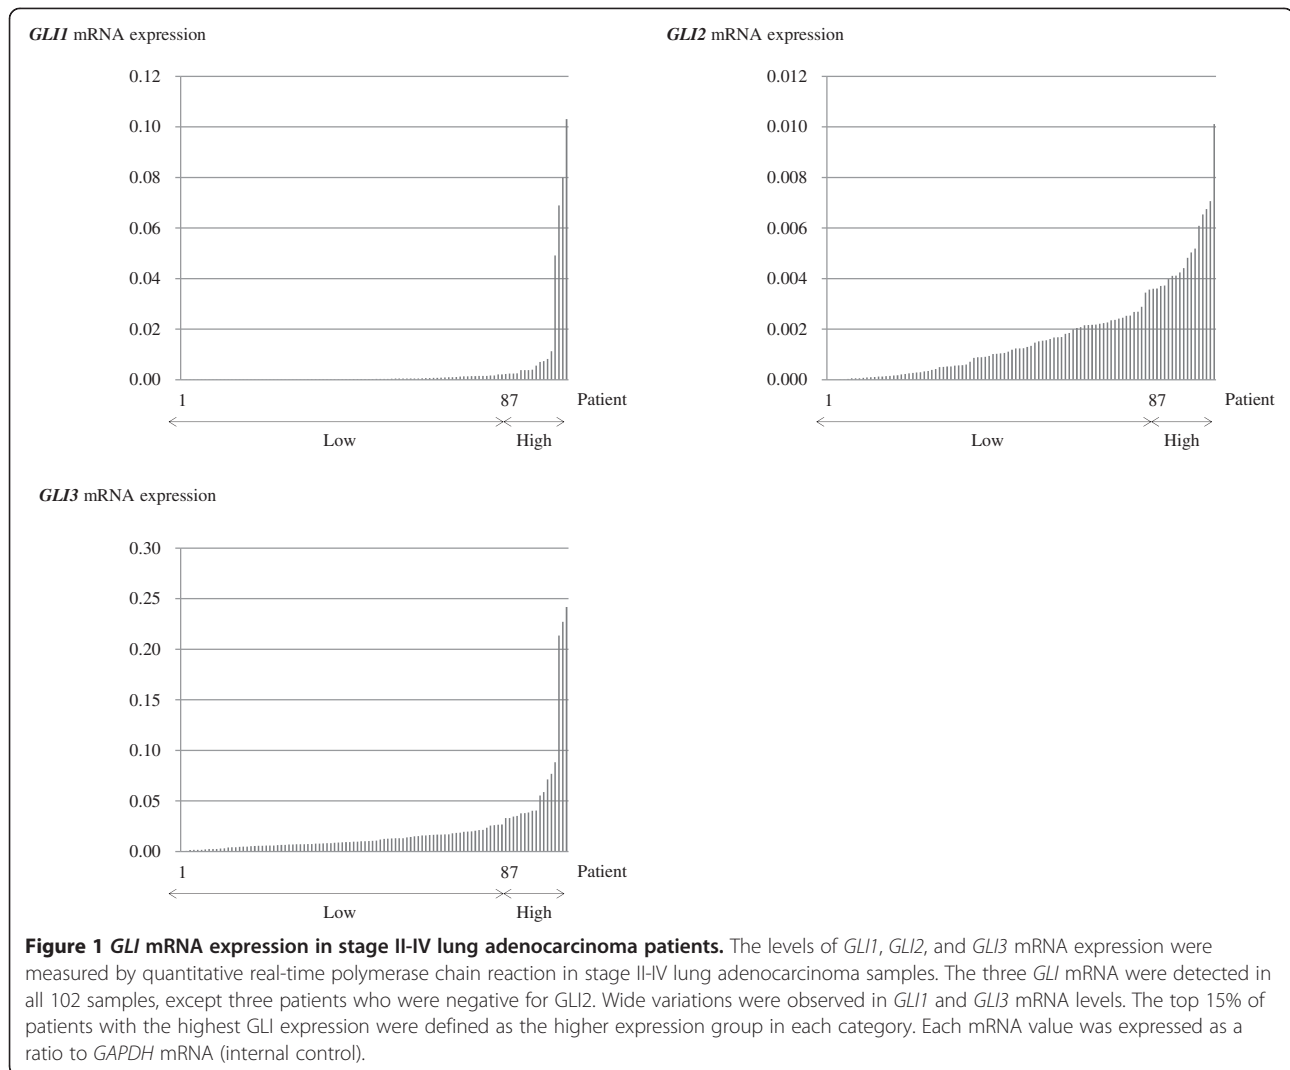 GLI1 mRNA expression
0.12
0.10
0.08
0.06
0.04
0.02
0.00
1
87
Patient
Low
High
GLI2 mRNA expression
0.012
0.010
0.008
0.006
0.004
0.002
0.000
1
87
Patient
Low
High
GLI3 mRNA expression
0.30
0.25
0.20
0.15
0.10
0.05
0.00
1
87
Patient
Low
High
Figure 1 GLI mRNA expression in stage II-IV lung adenocarcinoma patients. The levels of GLI1, GLI2, and GLI3 mRNA expression were
measured by quantitative real-time polymerase chain reaction in stage II-IV lung adenocarcinoma samples. The three GLI mRNA were detected in
all 102 samples, except three patients who were negative for GLI2. Wide variations were observed in GLI1 and GLI3 mRNA levels. The top 15% of
patients with the highest GLI expression were defined as the higher expression group in each category. Each mRNA value was expressed as a
ratio to GAPDH mRNA (internal control).